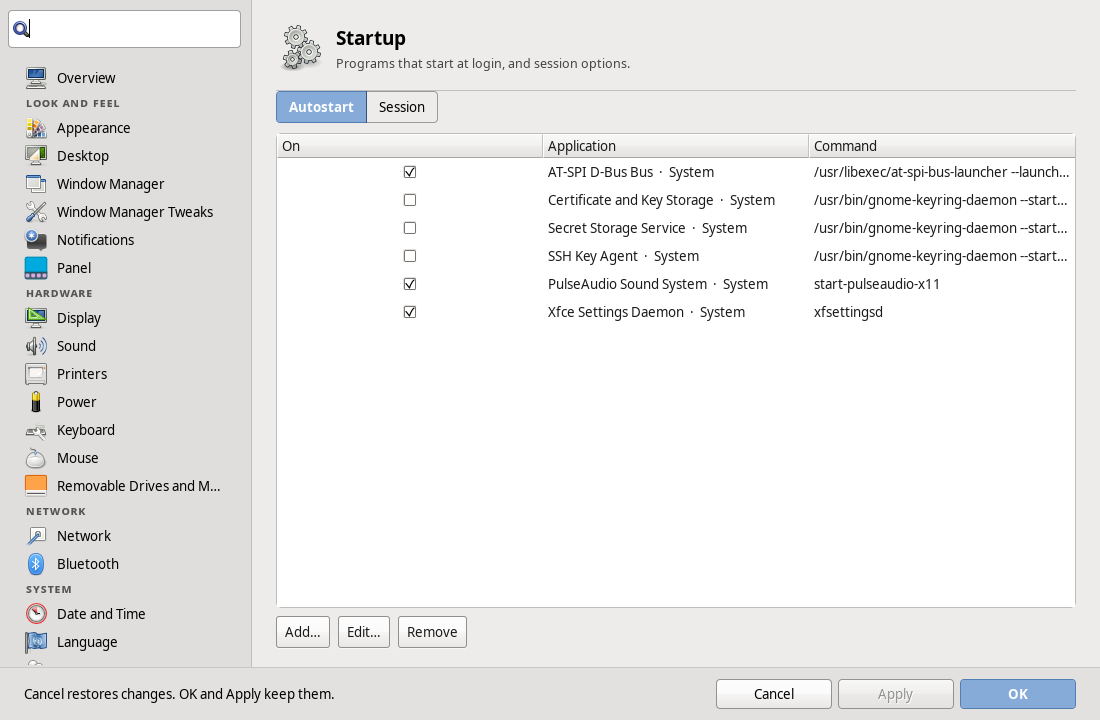 Overview
LOOK AND FEEL
Appearance
Desktop
Window Manager
Window Manager Tweaks
Notifications
Panel
HARDWARE
Display
Sound
Printers
Power
Keyboard
Mouse
Removable Drives and M...
NETWORK
Network
Bluetooth
SYSTEM
Date and Time
Language
Startup
Programs that start at login, and session options.
Autostart Session
On Application Command
AT-SPI D-Bus Bus · System /usr/libexec/at-spi-bus-launcher --launch...
Certificate and Key Storage · System /usr/bin/gnome-keyring-daemon --start...
Secret Storage Service · System /usr/bin/gnome-keyring-daemon --start...
SSH Key Agent · System /usr/bin/gnome-keyring-daemon --start...
PulseAudio Sound System · System start-pulseaudio-x11
Xfce Settings Daemon · System xfsettingsd
Add... Edit... Remove
Cancel restores changes. OK and Apply keep them.
Cancel Apply OK